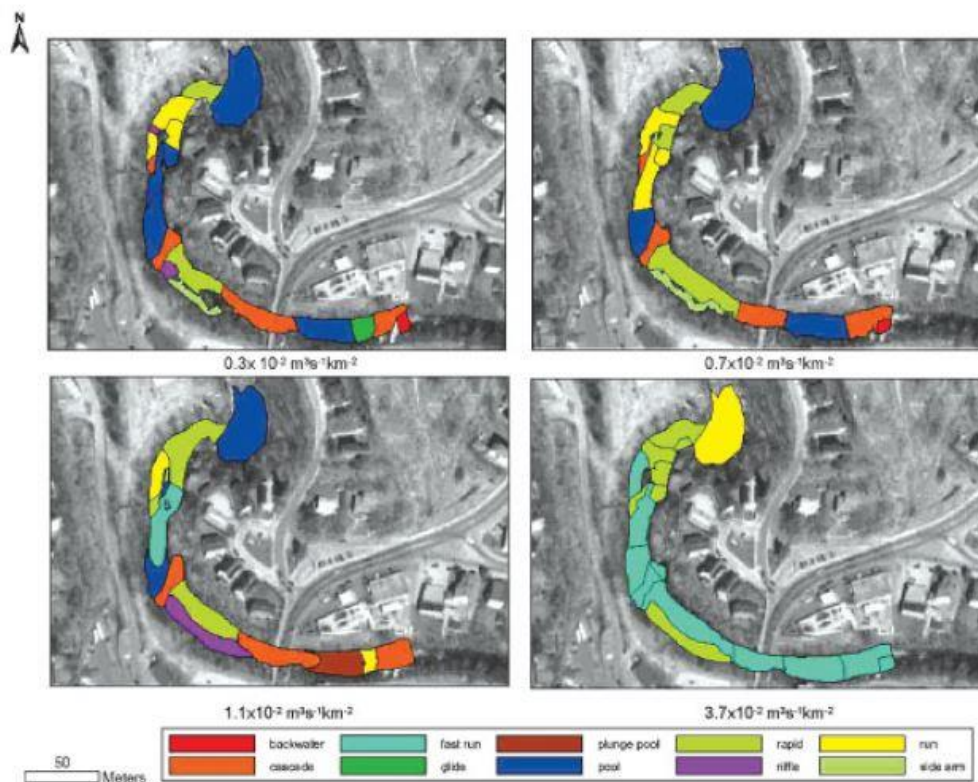 N
0.3x 10⁻² m³s⁻¹km⁻²
0.7x10⁻² m³s⁻¹km⁻²
1.1x10⁻² m³s⁻¹km⁻²
3.7x10⁻² m³s⁻¹km⁻²
backwater fast run plunge pool rapid run
cascade glide pool riffle side arm
50
Meters